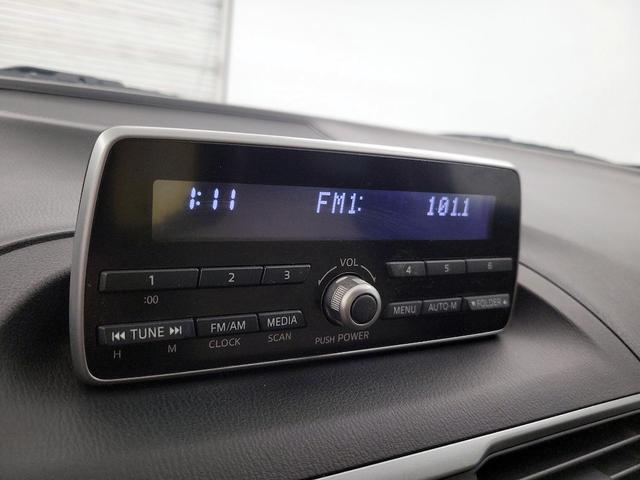 1:11 FM1: 101.1
VOL
1 2 3 4 5 6
:00
⏮ TUNE ⏭ FM/AM MEDIA MENU AUTO-M FOLDER
H M CLOCK SCAN PUSH POWER